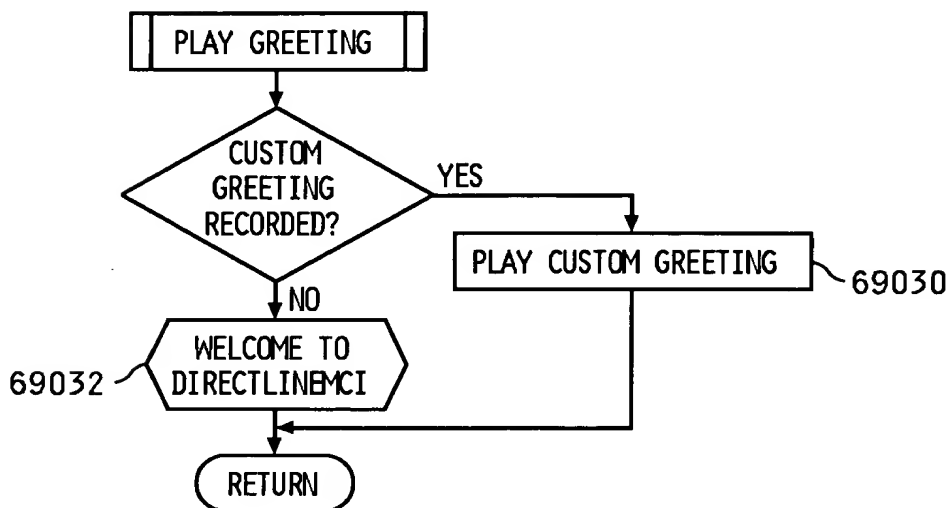 PLAY GREETING
CUSTOM
GREETING
RECORDED?
YES
PLAY CUSTOM GREETING
69030
NO
WELCOME TO
DIRECTLINEMCI
69032
RETURN